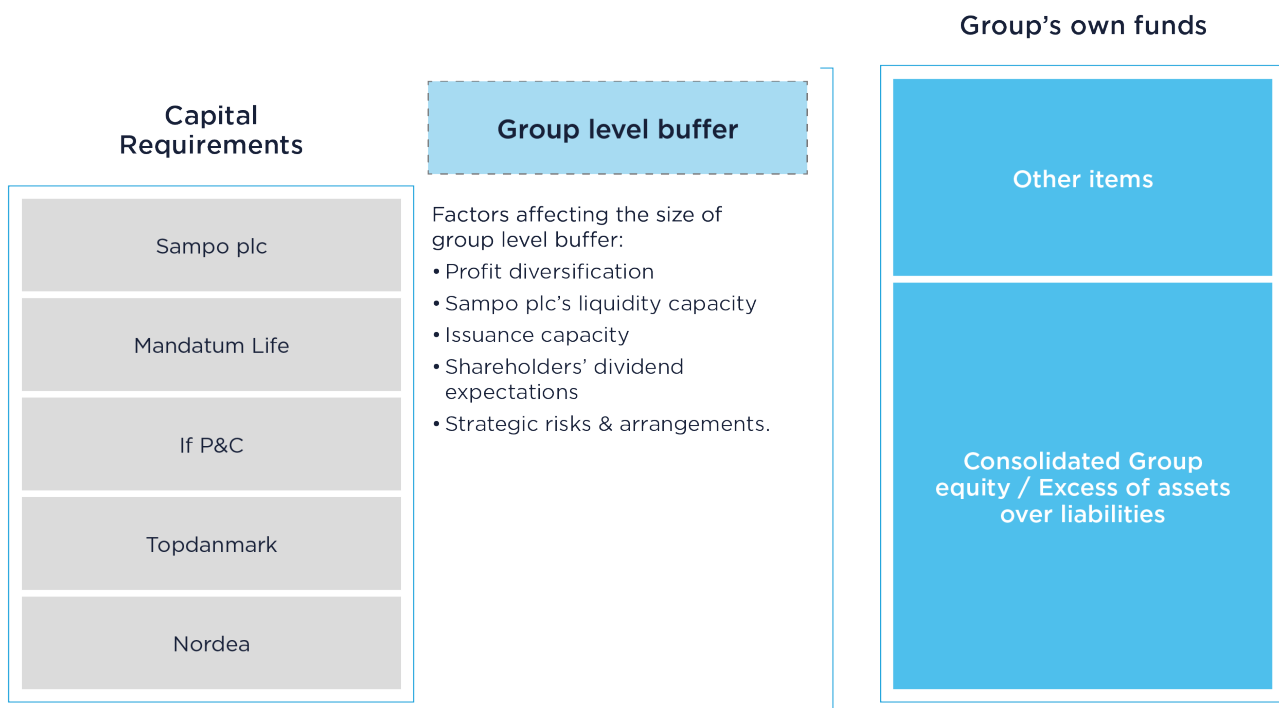 Group’s own funds
Capital
Requirements
Sampo plc
Mandatum Life
If P&C
Topdanmark
Nordea
Group level buffer
Factors affecting the size of
group level buffer:
• Profit diversification
• Sampo plc’s liquidity capacity
• Issuance capacity
• Shareholders’ dividend
expectations
• Strategic risks & arrangements.
Other items
Consolidated Group
equity / Excess of assets
over liabilities